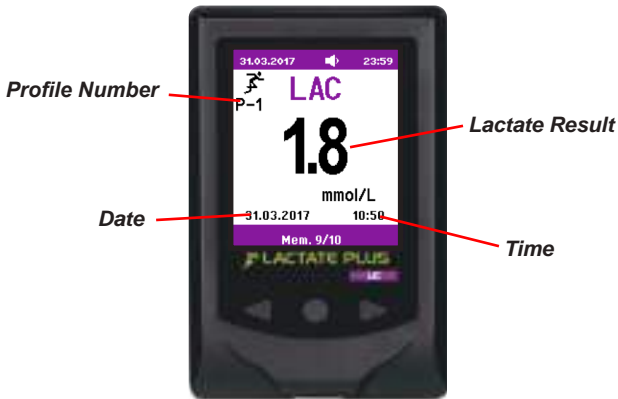 31.03.2017 23:59
Profile Number
P-1
LAC
1.8
Lactate Result
mmol/L
Date
31.03.2017 10:50
Time
Mem. 9/10
LACTATE PLUS